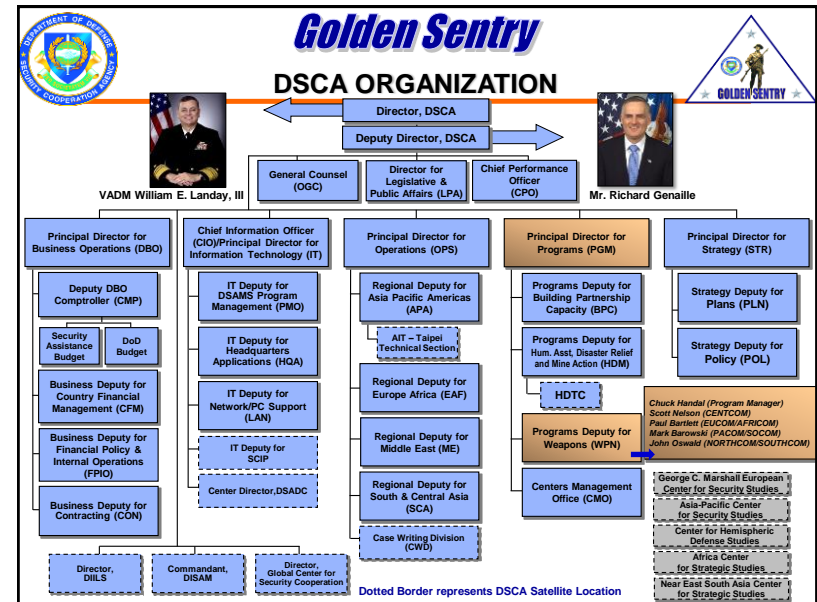 DEPARTMENT OF DEFENSE
SECURITY COOPERATION AGENCY
Golden Sentry
DSCA ORGANIZATION
GOLDEN SENTRY
Director, DSCA
Deputy Director, DSCA
VADM William E. Landay, III
Mr. Richard Genaille
General Counsel
(OGC)
Director for
Legislative &
Public Affairs (LPA)
Chief Performance
Officer
(CPO)
Principal Director for
Business Operations (DBO)
Chief Information Officer
(CIO)/Principal Director for
Information Technology (IT)
Principal Director for
Operations (OPS)
Principal Director for
Programs (PGM)
Principal Director for
Strategy (STR)
Deputy DBO
Comptroller (CMP)
Security
Assistance
Budget
DoD
Budget
Business Deputy for
Country Financial
Management (CFM)
Business Deputy for
Financial Policy &
Internal Operations
(FPIO)
Business Deputy for
Contracting (CON)
IT Deputy for
DSAMS Program
Management (PMO)
IT Deputy for
Headquarters
Applications (HQA)
IT Deputy for
Network/PC Support
(LAN)
IT Deputy for
SCIP
Center Director,DSADC
Regional Deputy for
Asia Pacific Americas
(APA)
AIT – Taipei
Technical Section
Regional Deputy for
Europe Africa (EAF)
Regional Deputy for
Middle East (ME)
Regional Deputy for
South & Central Asia
(SCA)
Case Writing Division
(CWD)
Programs Deputy for
Building Partnership
Capacity (BPC)
Programs Deputy for
Hum. Asst, Disaster Relief
and Mine Action (HDM)
HDTC
Programs Deputy for
Weapons (WPN)
Centers Management
Office (CMO)
Strategy Deputy for
Plans (PLN)
Strategy Deputy for
Policy (POL)
Chuck Handal (Program Manager)
Scott Nelson (CENTCOM)
Paul Bartlett (EUCOM/AFRICOM)
Mark Barowski (PACOM/SOCOM)
John Oswald (NORTHCOM/SOUTHCOM)
George C. Marshall European
Center for Security Studies
Asia-Pacific Center
for Security Studies
Center for Hemispheric
Defense Studies
Africa Center
for Strategic Studies
Near East South Asia Center
for Strategic Studies
Director,
DIILS
Commandant,
DISAM
Director,
Global Center for
Security Cooperation
Dotted Border represents DSCA Satellite Location